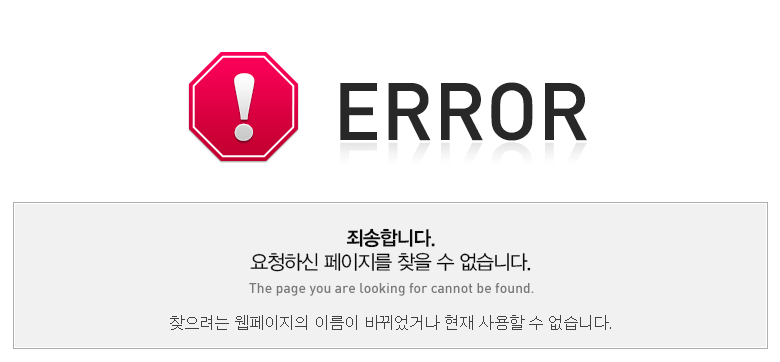 ERROR
죄송합니다.
요청하신 페이지를 찾을 수 없습니다.
The page you are looking for cannot be found.
찾으려는 웹페이지의 이름이 바뀌었거나 현재 사용할 수 없습니다.